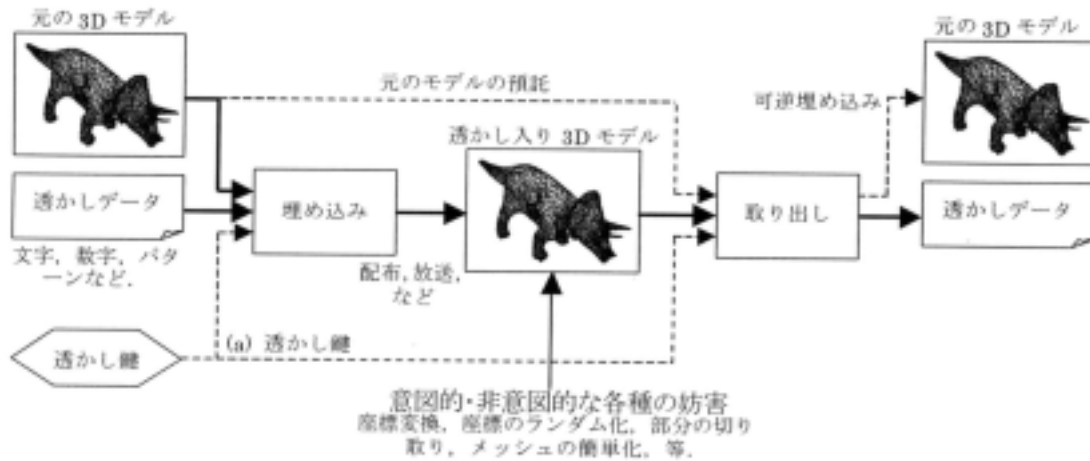 元の 3D モデル
元の 3D モデル
元のモデルの預託
可逆埋め込み
透かし入り 3D モデル
透かしデータ
埋め込み
取り出し
透かしデータ
文字, 数字, パタ
ーンなど.
配布, 放送,
など
(a) 透かし鍵
透かし鍵
意図的・非意図的な各種の妨害
座標変換, 座標のランダム化, 部分の切り
取り, メッシュの簡単化, 等.